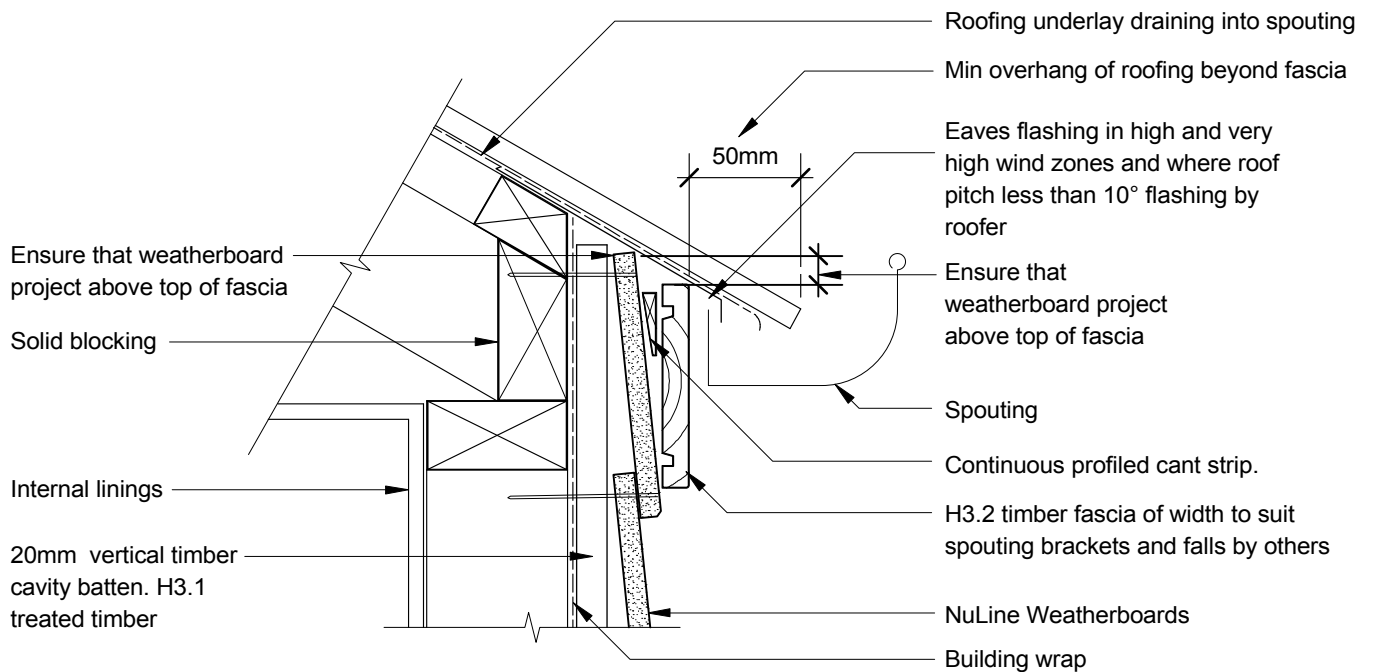 Roofing underlay draining into spouting
Min overhang of roofing beyond fascia
50mm
Eaves flashing in high and very
high wind zones and where roof
pitch less than 10° flashing by
roofer
Ensure that weatherboard
project above top of fascia
Ensure that
weatherboard project
above top of fascia
Solid blocking
Spouting
Continuous profiled cant strip.
Internal linings
H3.2 timber fascia of width to suit
spouting brackets and falls by others
20mm  vertical timber
cavity batten. H3.1
treated timber
NuLine Weatherboards
Building wrap